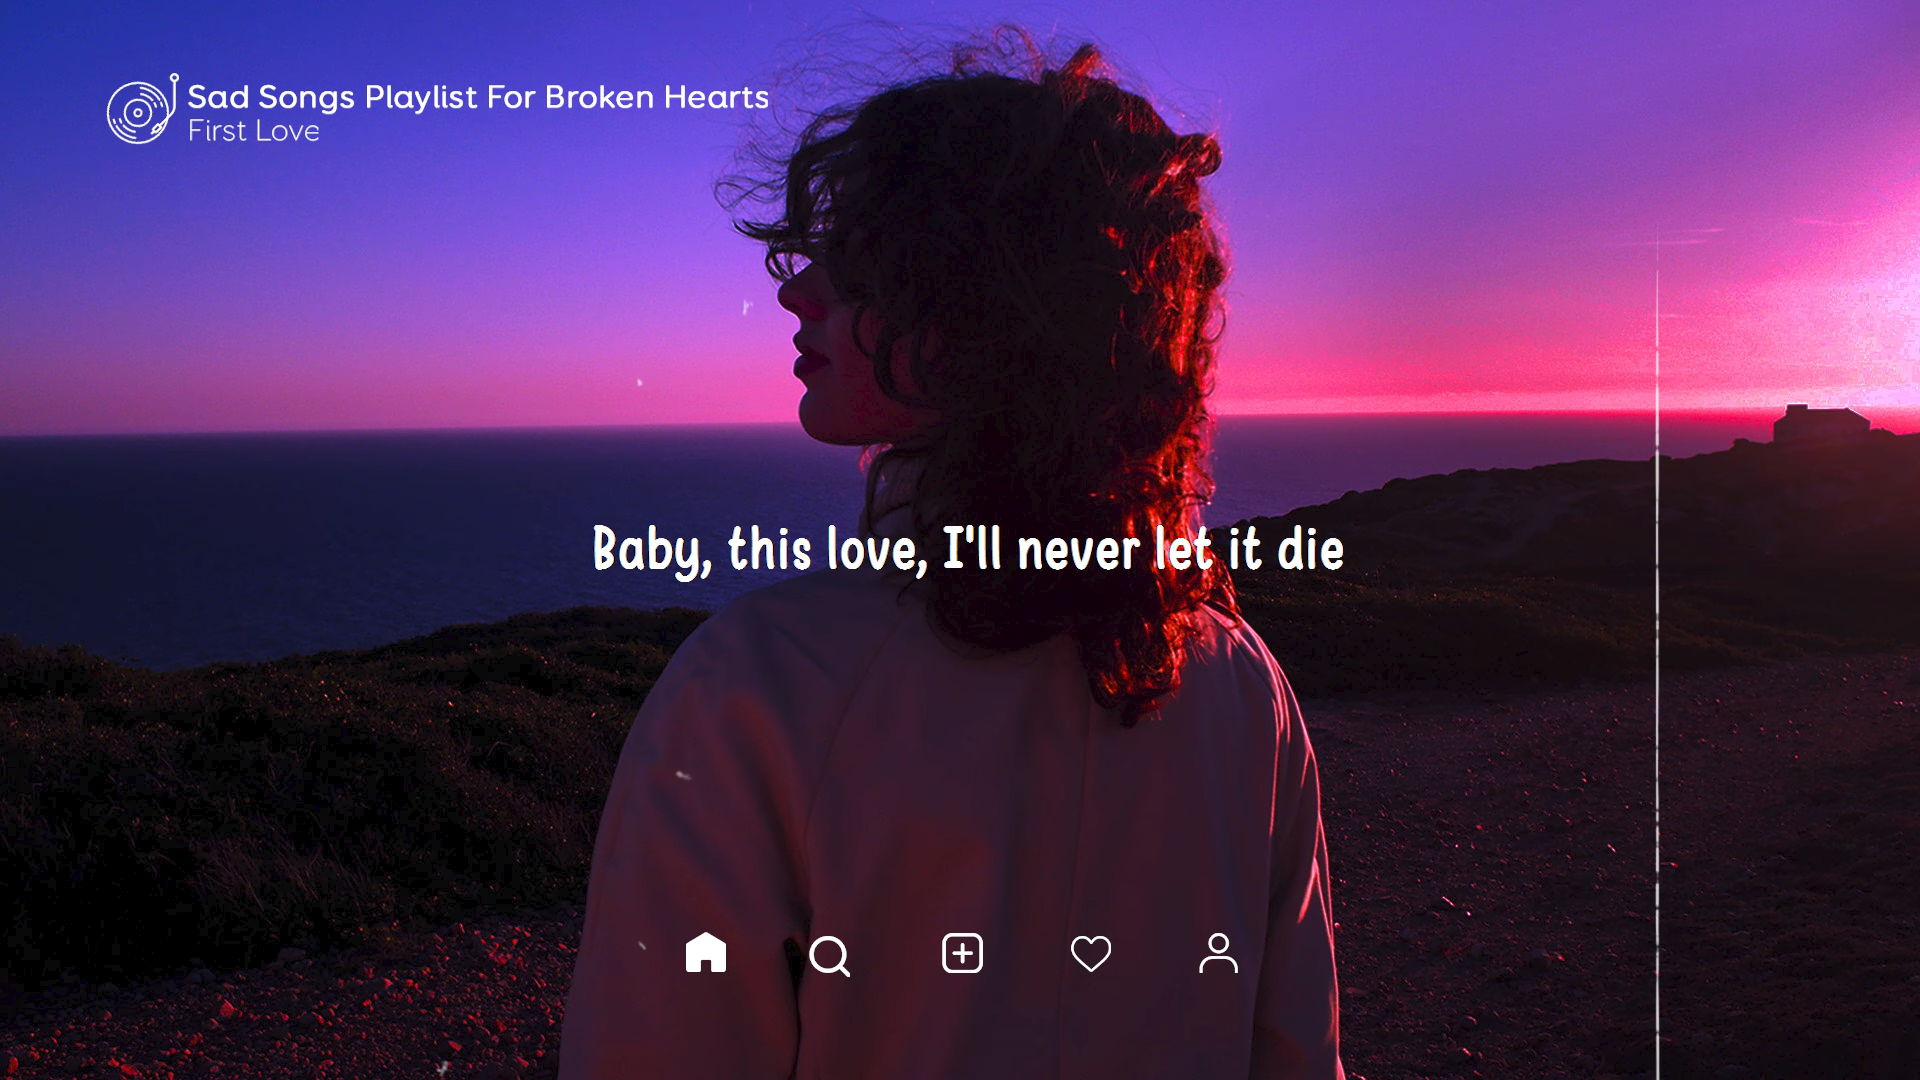 Sad Songs Playlist For Broken Hearts
First Love
Baby, this love, I'll never let it die